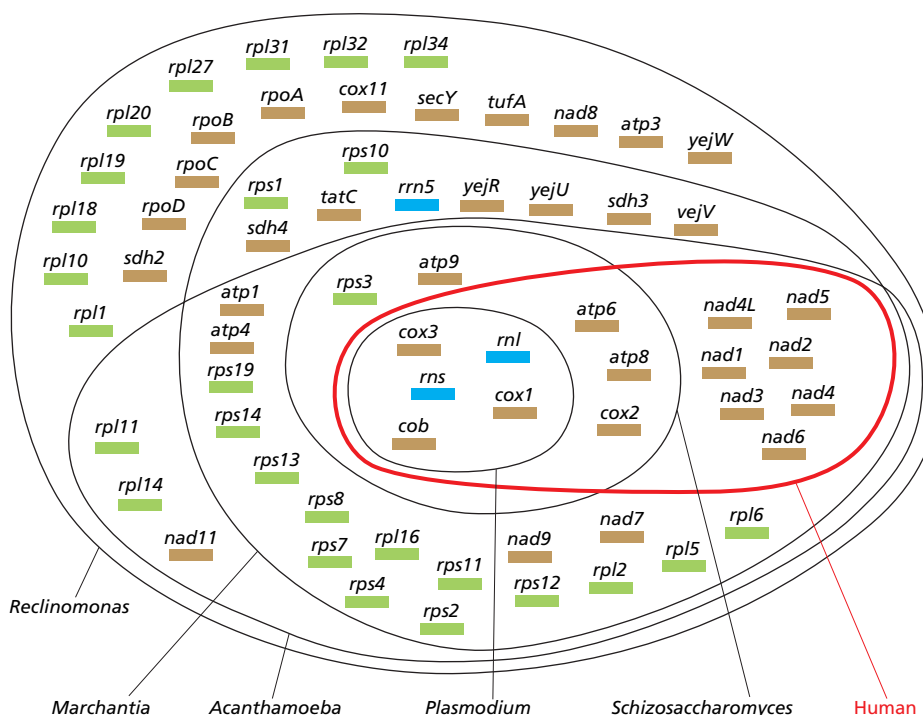 rpl31
rpl32
rpl34
rpl27
rpoA
cox11
secY
tufA
nad8
atp3
yejW
rpl20
rpoB
rpl19
rpoC
rps10
rpl18
rpoD
rps1
tatC
rrn5
yejR
yejU
sdh3
vejV
rpl10
sdh2
sdh4
rpl1
atp1
rps3
atp9
atp4
cox3
rnl
atp6
nad4L
nad5
rps19
rns
cox1
atp8
nad1
nad2
rps14
cob
cox2
nad3
nad4
nad6
rpl11
rps13
rpl14
rps8
nad11
rps7
rpl16
nad9
nad7
rpl6
rps4
rps11
rps12
rpl2
rpl5
rps2
Reclinomonas
Marchantia
Acanthamoeba
Plasmodium
Schizosaccharomyces
Human